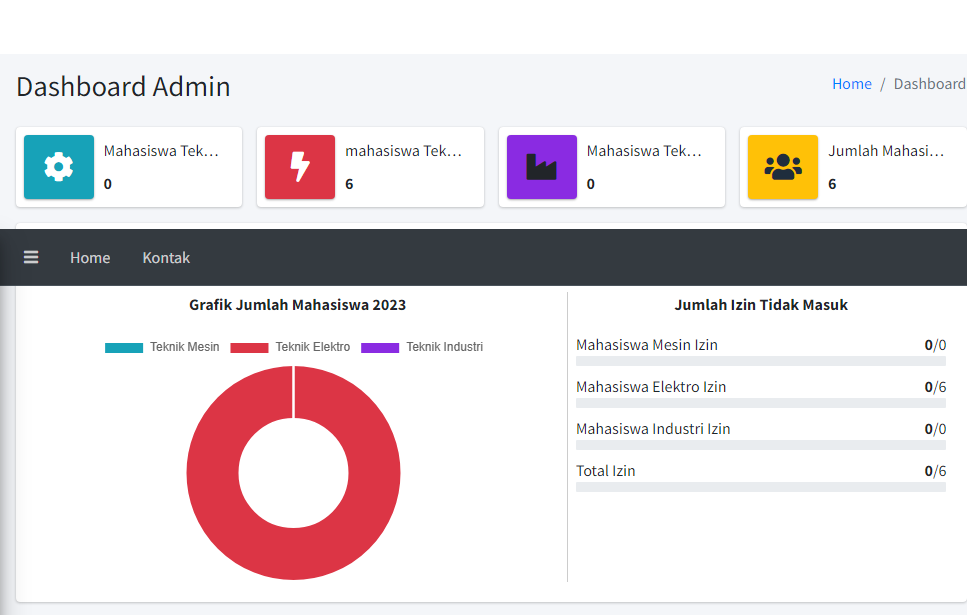 Dashboard Admin
Home / Dashboard
Mahasiswa Tek...
0
mahasiswa Tek...
6
Mahasiswa Tek...
0
Jumlah Mahasi...
6
Home
Kontak
Grafik Jumlah Mahasiswa 2023
Teknik Mesin
Teknik Elektro
Teknik Industri
Jumlah Izin Tidak Masuk
Mahasiswa Mesin Izin 0/0
Mahasiswa Elektro Izin 0/6
Mahasiswa Industri Izin 0/0
Total Izin 0/6